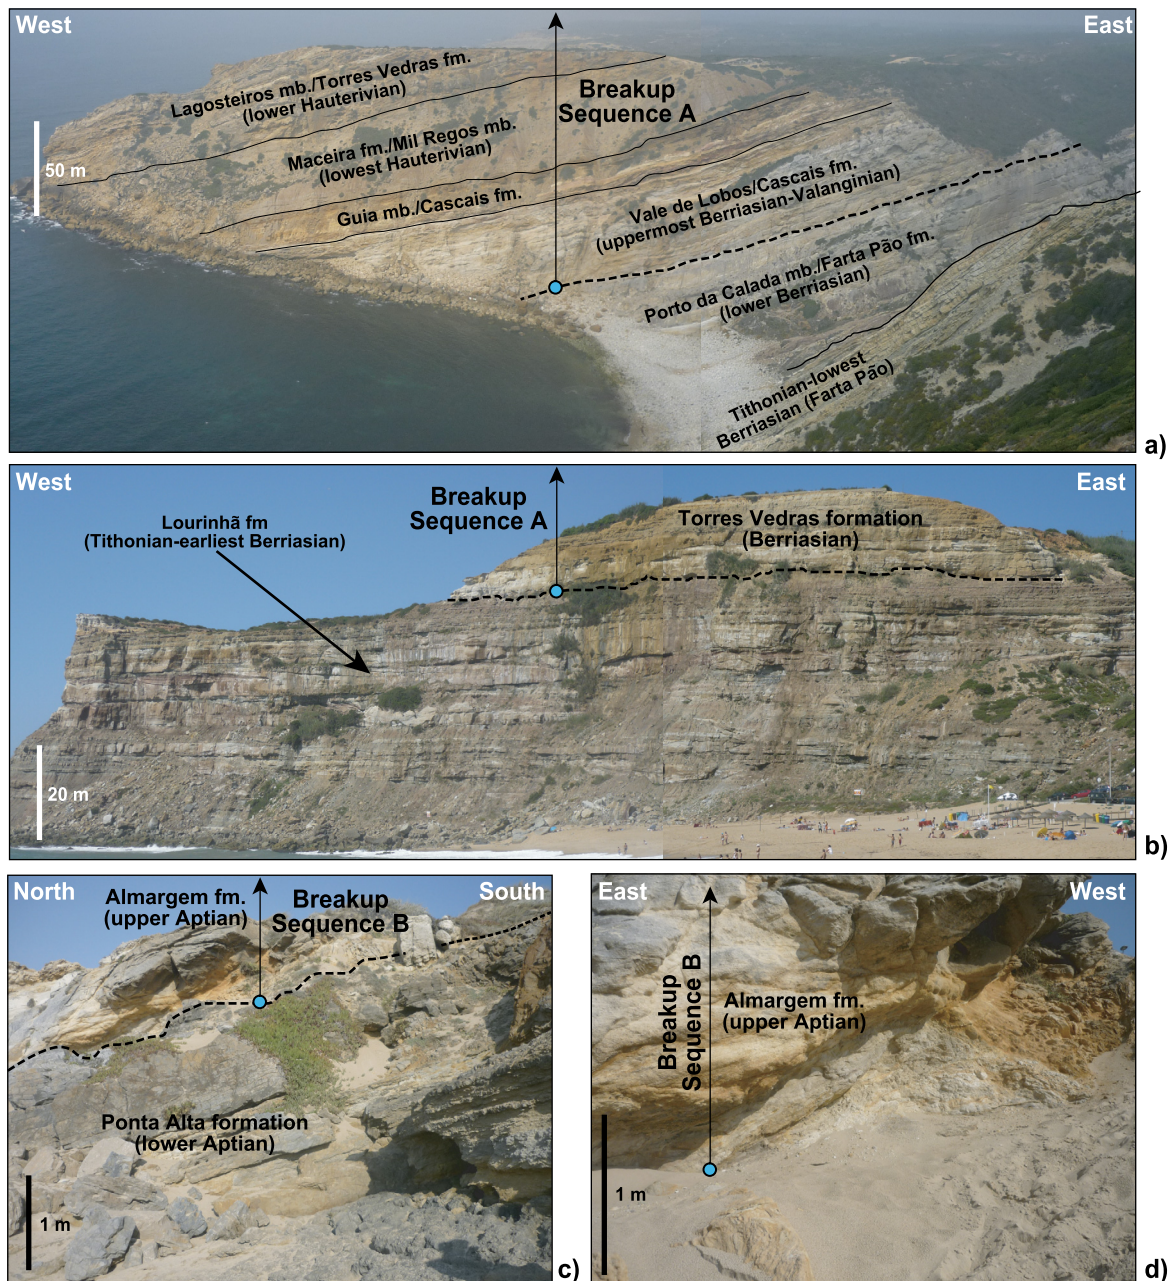 West
East
Lagosteiros mb./Torres Vedras fm.
(lower Hauterivian)
Breakup
Sequence A
Maceira fm./Mil Regos mb.
(lowest Hauterivian)
50 m
Guia mb./Cascais fm.
Vale de Lobos/Cascais fm.
(uppermost Berriasian-Valanginian)
Porto da Calada mb./Farta Pão fm.
(lower Berriasian)
Tithonian-lowest
Berriasian (Farta Pão)
a)
West
East
Breakup
Sequence A
Lourinhã fm
(Tithonian-earliest Berriasian)
Torres Vedras formation
(Berriasian)
20 m
b)
North
South
Almargem fm.
(upper Aptian)
Breakup
Sequence B
Ponta Alta formation
(lower Aptian)
1 m
c)
East
West
Breakup
Sequence B
Almargem fm.
(upper Aptian)
1 m
d)